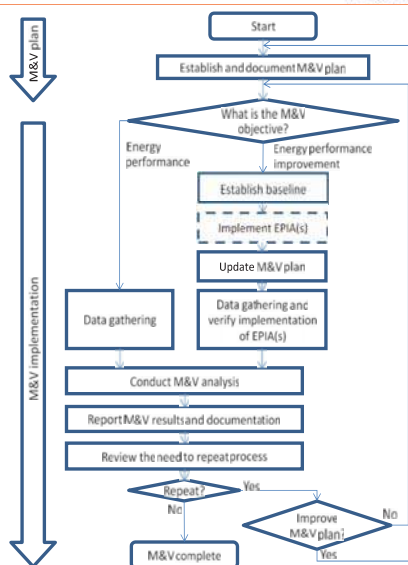 M&V plan
Start
Establish and document M&V plan
What is the M&V
objective?
Energy
performance
Energy performance
improvement
Establish baseline
Implement EPIA(s)
Update M&V plan
Data gathering
Data gathering and
verify implementation
of EPIA(s)
M&V implementation
Conduct M&V analysis
Report M&V results and documentation
Review the need to repeat process
Repeat?
Yes
No
Improve
M&V plan?
No
Yes
M&V complete